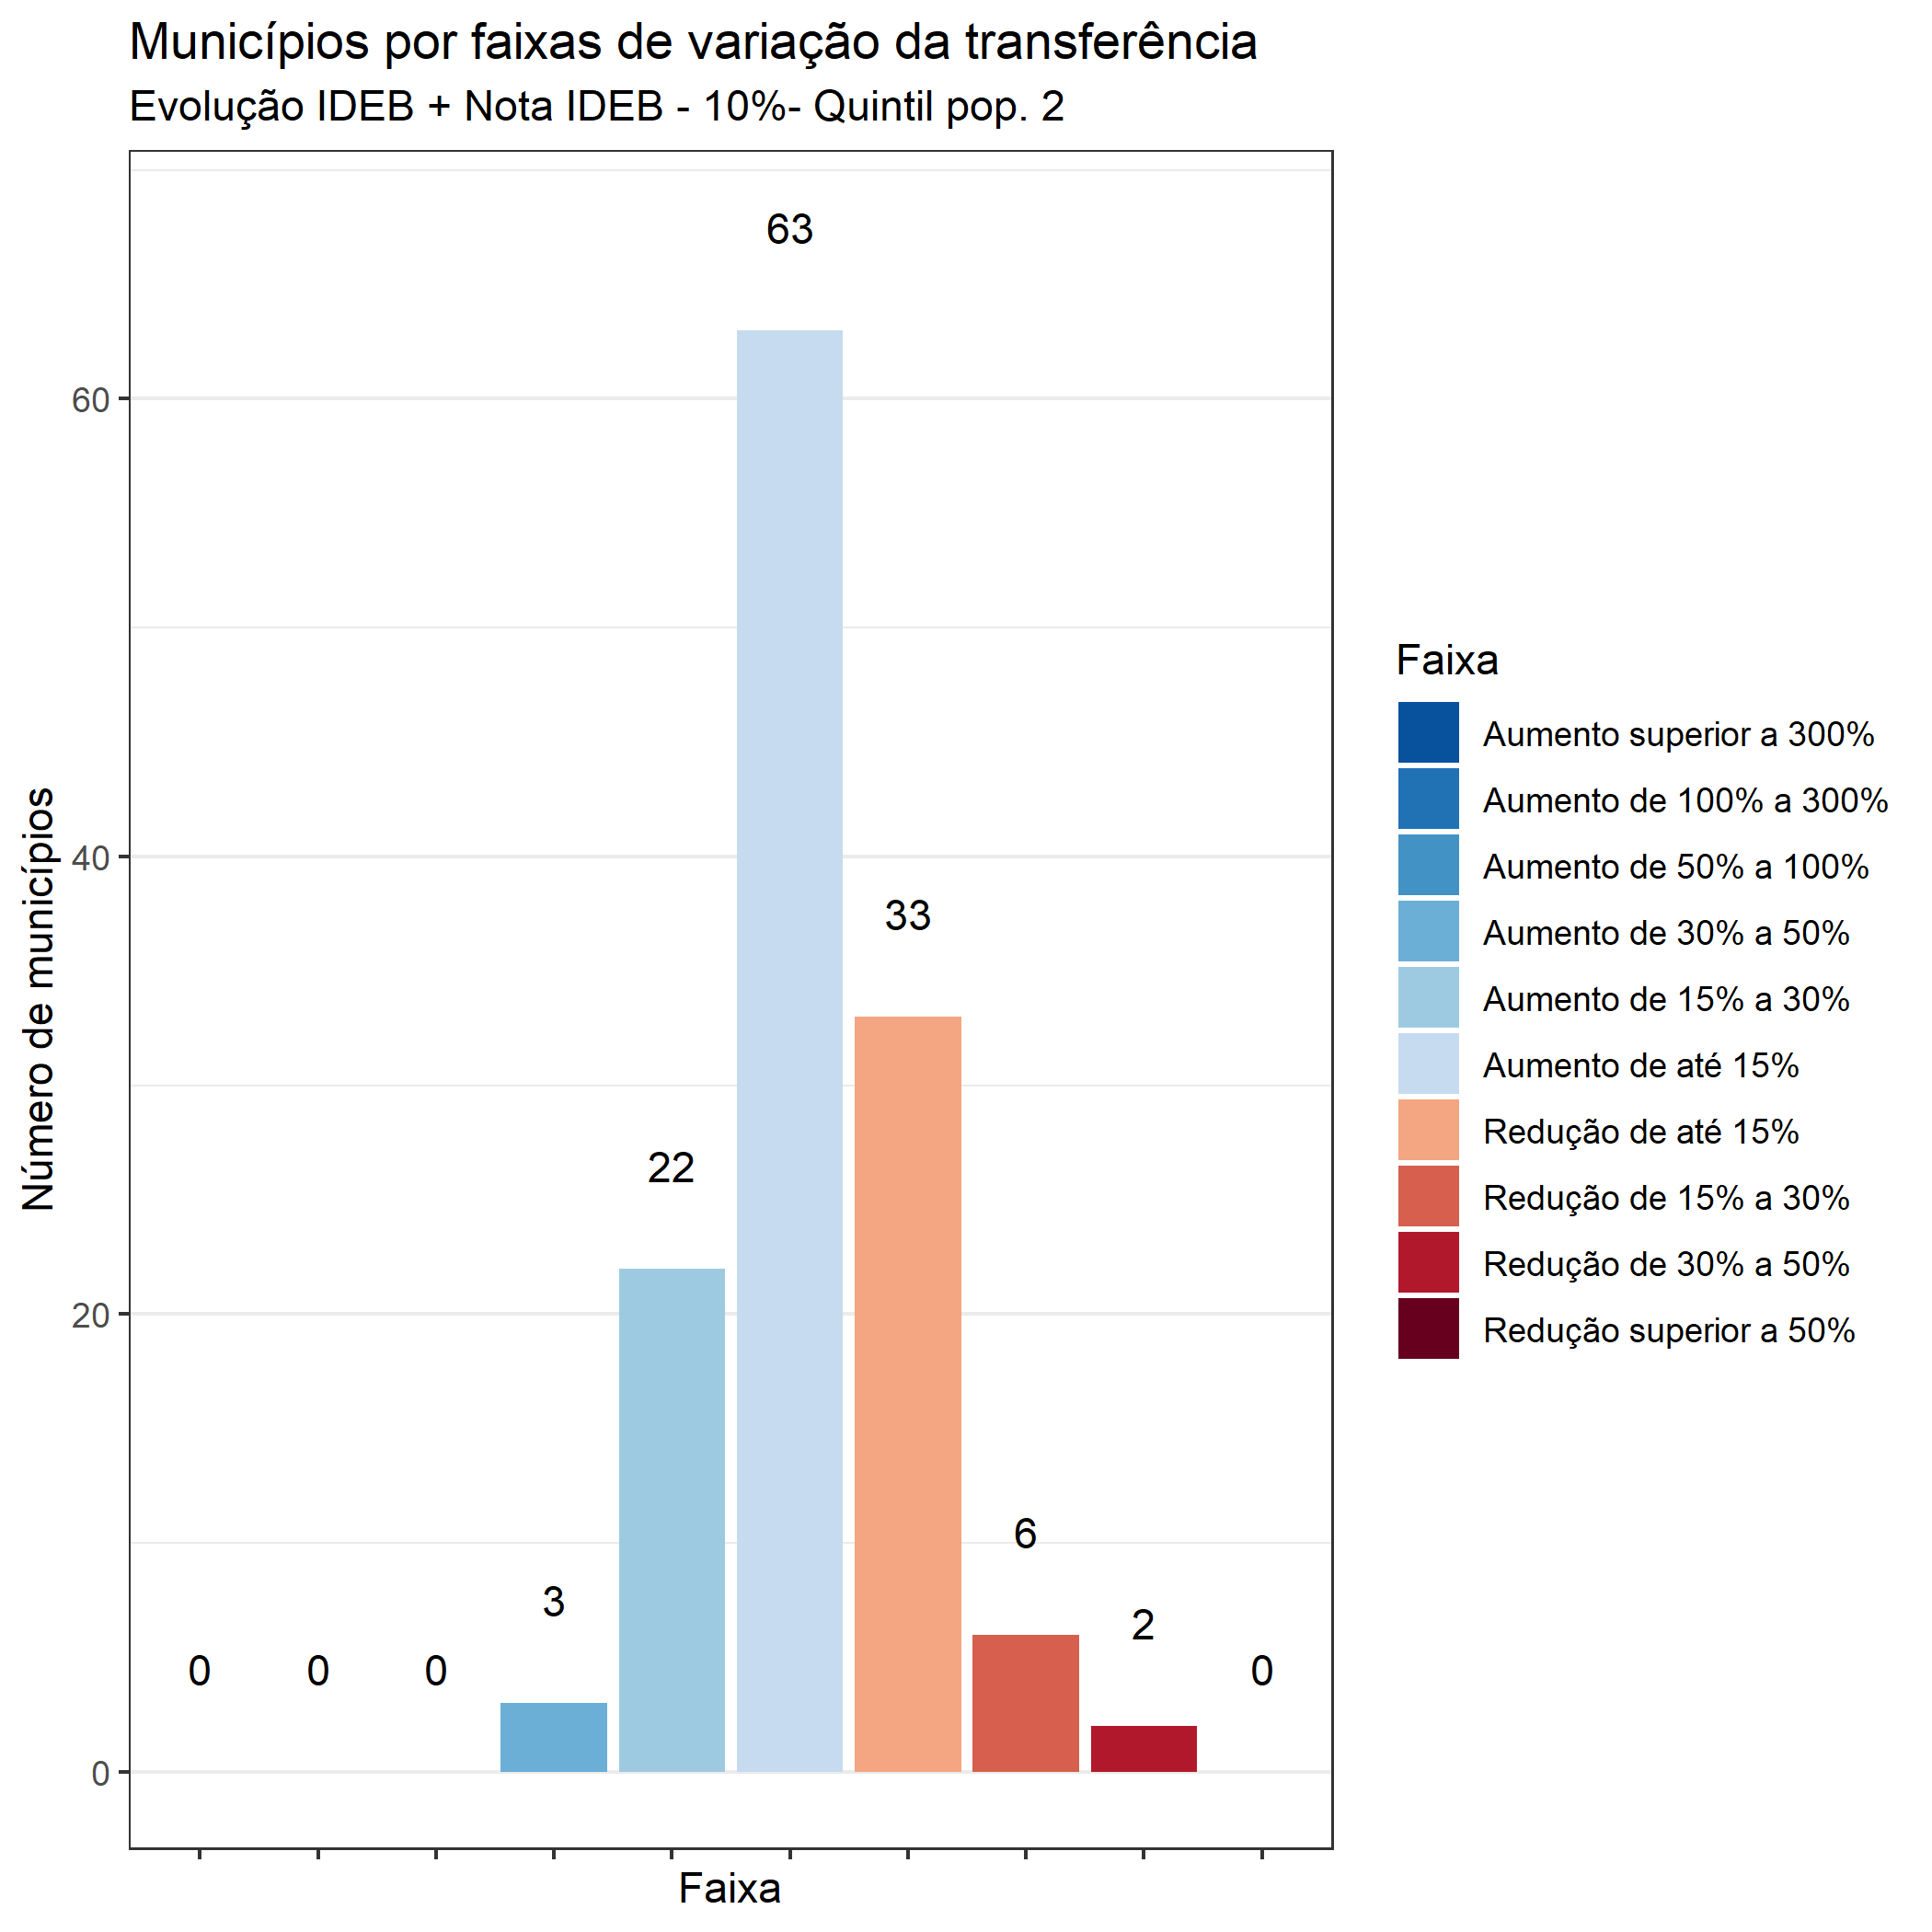 Municípios por faixas de variação da transferência
Evolução IDEB + Nota IDEB - 10%- Quintil pop. 2
Número de municípios
60
40
20
0
0
0
0
3
22
63
33
6
2
0
Faixa
Faixa
Aumento superior a 300%
Aumento de 100% a 300%
Aumento de 50% a 100%
Aumento de 30% a 50%
Aumento de 15% a 30%
Aumento de até 15%
Redução de até 15%
Redução de 15% a 30%
Redução de 30% a 50%
Redução superior a 50%